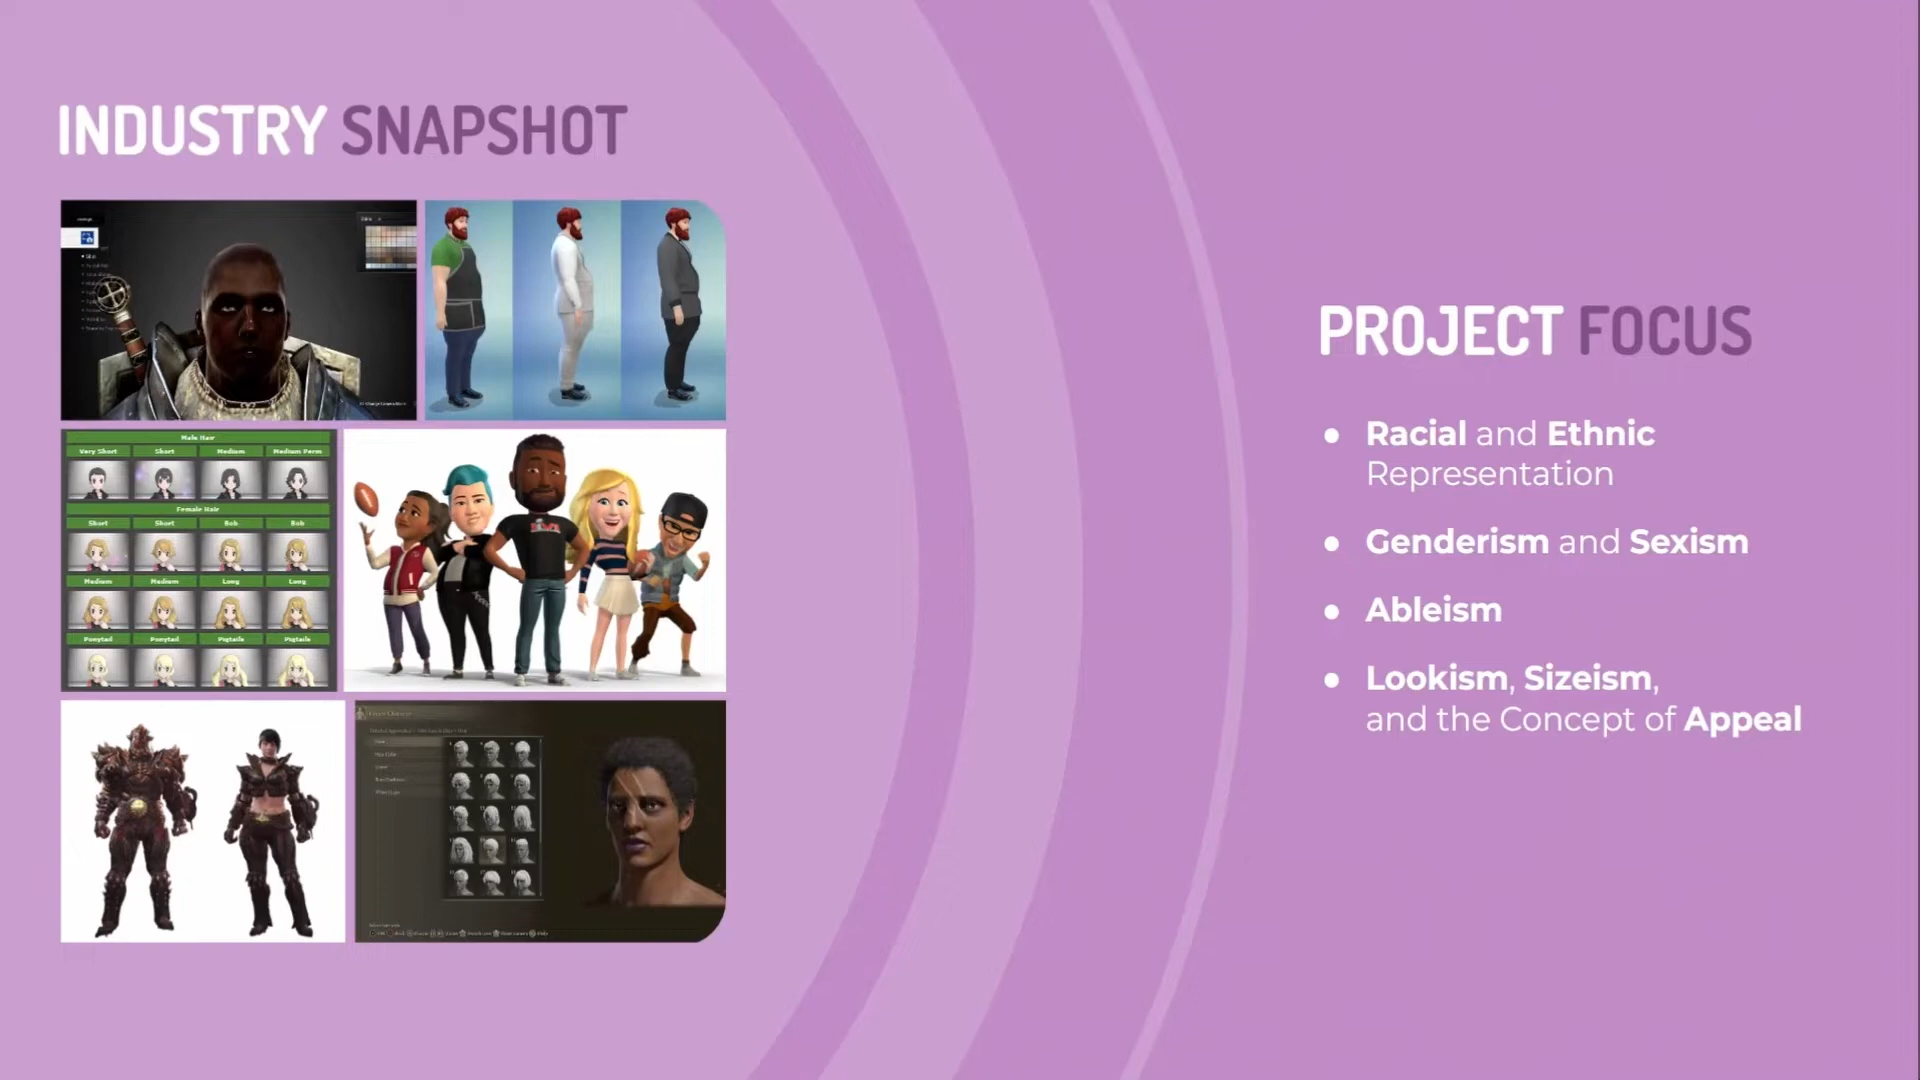 INDUSTRY SNAPSHOT
Male Hair
Very Short Short Medium Medium Perm
Female Hair
Short Short Bob Bob
Medium Medium Long Long
Ponytail Ponytail Pigtails Pigtails
PROJECT FOCUS
● Racial and Ethnic
Representation
● Genderism and Sexism
● Ableism
● Lookism, Sizeism,
and the Concept of Appeal